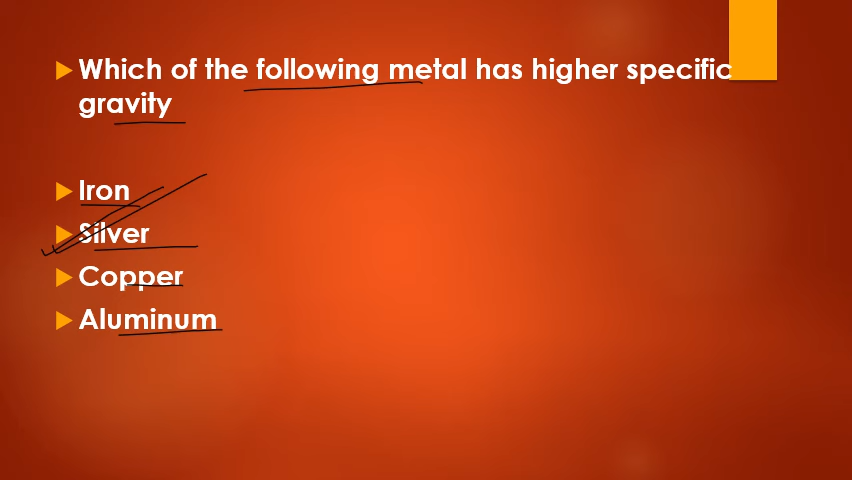 Which of the following metal has higher specific
gravity
Iron
Silver
Copper
Aluminum